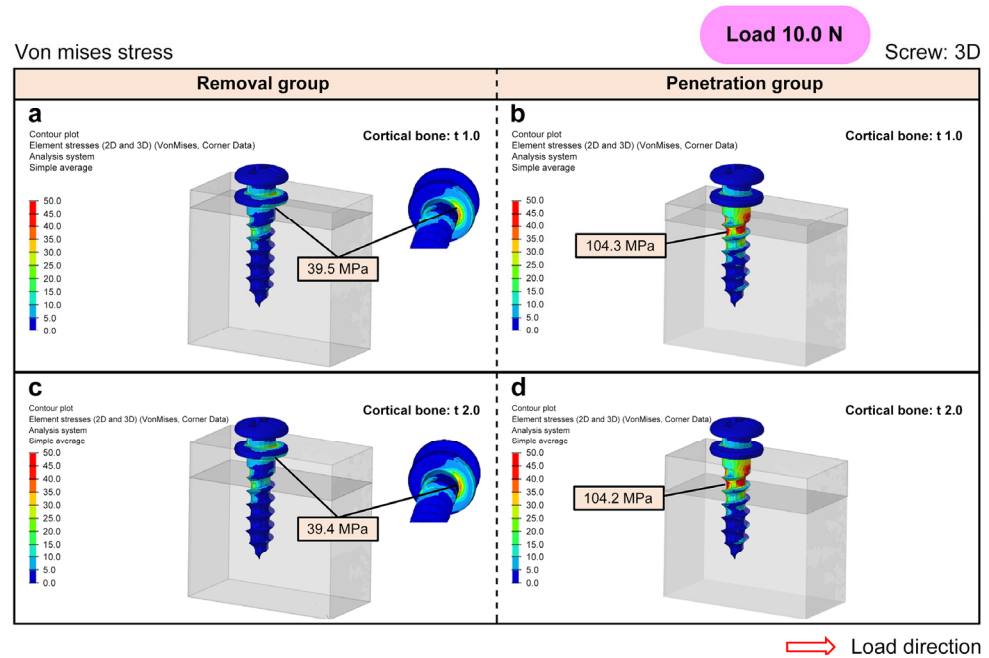 Load 10.0 N
Von mises stress
Screw: 3D
Removal group
Penetration group
a
Contour plot
Element stresses (2D and 3D) (VonMises, Corner Data)
Analysis system
Simple average
Cortical bone: t 1.0
50.0
45.0
40.0
35.0
30.0
25.0
20.0
15.0
10.0
5.0
0.0
39.5 MPa
b
Contour plot
Element stresses (2D and 3D) (VonMises, Corner Data)
Analysis system
Simple average
Cortical bone: t 1.0
50.0
45.0
40.0
35.0
30.0
25.0
20.0
15.0
10.0
5.0
0.0
104.3 MPa
c
Contour plot
Element stresses (2D and 3D) (VonMises, Corner Data)
Analysis system
Simple average
Cortical bone: t 2.0
50.0
45.0
40.0
35.0
30.0
25.0
20.0
15.0
10.0
5.0
0.0
39.4 MPa
d
Contour plot
Element stresses (2D and 3D) (VonMises, Corner Data)
Analysis system
Simple average
Cortical bone: t 2.0
50.0
45.0
40.0
35.0
30.0
25.0
20.0
15.0
10.0
5.0
0.0
104.2 MPa
Load direction